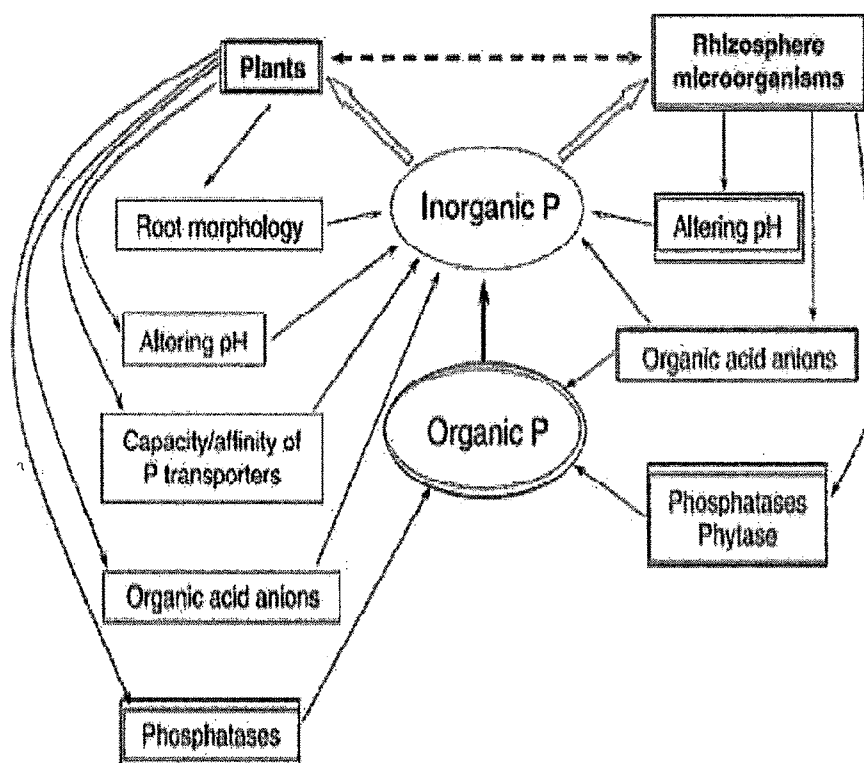 Plants
Rhizosphere
microorganisms
Inorganic P
Root morphology
Altering pH
Altering pH
Organic acid anions
Capacity/affinity of
P transporters
Organic P
Phosphatases
Phytase
Organic acid anions
Phosphatases